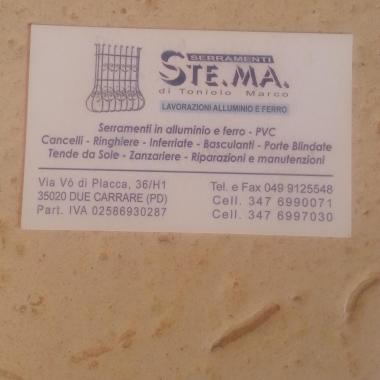 SERRAMENTI
STE.MA.
di Toniolo Marco
LAVORAZIONI ALLUMINIO E FERRO
Serramenti in alluminio e ferro - PVC
Cancelli - Ringhiere - Inferriate - Basculanti - Porte Blindate
Tende da Sole - Zanzariere - Riparazioni e manutenzioni
Via Vò di Placca, 36/H1
35020 DUE CARRARE (PD)
Part. IVA 02586930287
Tel. e Fax 049 9125548
Cell. 347 6990071
Cell. 347 6997030